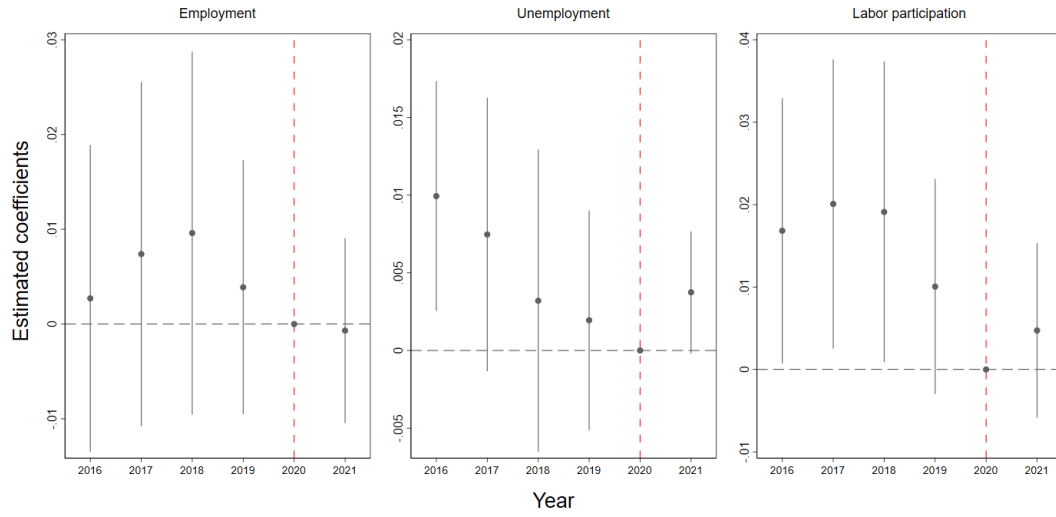 Employment
Unemployment
Labor participation
Estimated coefficients
.03
.02
.01
0
-.01
2016 2017 2018 2019 2020 2021
.02
.015
.01
.005
0
-.005
2016 2017 2018 2019 2020 2021
.04
.03
.02
.01
0
-.01
2016 2017 2018 2019 2020 2021
Year